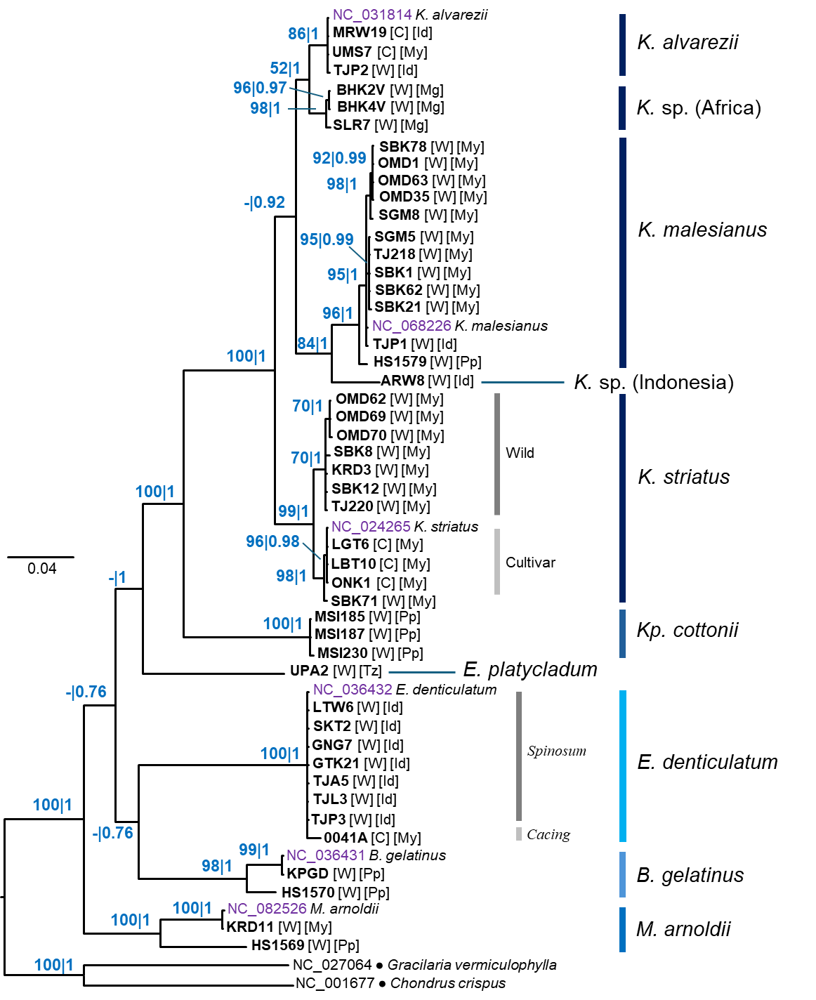 NC_031814 K. alvarezii
86|1
MRW19 [C] [Id]
K. alvarezii
UMS7 [C] [My]
52|1
TJP2 [W] [Id]
96|0.97
BHK2V [W] [Mg]
98|1
BHK4V [W] [Mg]
K. sp. (Africa)
SLR7 [W] [Mg]
SBK78 [W] [My]
92|0.99
OMD1 [W] [My]
98|1
OMD63 [W] [My]
OMD35 [W] [My]
-|0.92
SGM8 [W] [My]
K. malesianus
95|0.99
SGM5 [W] [My]
TJ218 [W] [My]
95|1
SBK1 [W] [My]
SBK62 [W] [My]
SBK21 [W] [My]
96|1
NC_068226 K. malesianus
84|1
TJP1 [W] [Id]
100|1
HS1579 [W] [Pp]
ARW8 [W] [Id]
K. sp. (Indonesia)
OMD62 [W] [My]
70|1
OMD69 [W] [My]
OMD70 [W] [My]
SBK8 [W] [My]
Wild
70|1
KRD3 [W] [My]
K. striatus
100|1
SBK12 [W] [My]
99|1
TJ220 [W] [My]
NC_024265 K. striatus
96|0.98
LGT6 [C] [My]
0.04
LBT10 [C] [My]
Cultivar
-|1
98|1
ONK1 [C] [My]
SBK71 [W] [My]
100|1
MSI185 [W] [Pp]
MSI187 [W] [Pp]
Kp. cottonii
MSI230 [W] [Pp]
UPA2 [W] [Tz]
E. platycladum
-|0.76
NC_036432 E. denticulatum
LTW6 [W] [Id]
SKT2 [W] [Id]
GNG7 [W] [Id]
Spinosum
100|1
GTK21 [W] [Id]
E. denticulatum
TJA5 [W] [Id]
100|1
TJL3 [W] [Id]
TJP3 [W] [Id]
-|0.76
0041A [C] [My]
Cacing
99|1
NC_036431 B. gelatinus
98|1
KPGD [W] [Pp]
B. gelatinus
HS1570 [W] [Pp]
100|1
NC_082526 M. arnoldii
100|1
KRD11 [W] [My]
M. arnoldii
HS1569 [W] [Pp]
100|1
NC_027064 ● Gracilaria vermiculophylla
NC_001677 ● Chondrus crispus